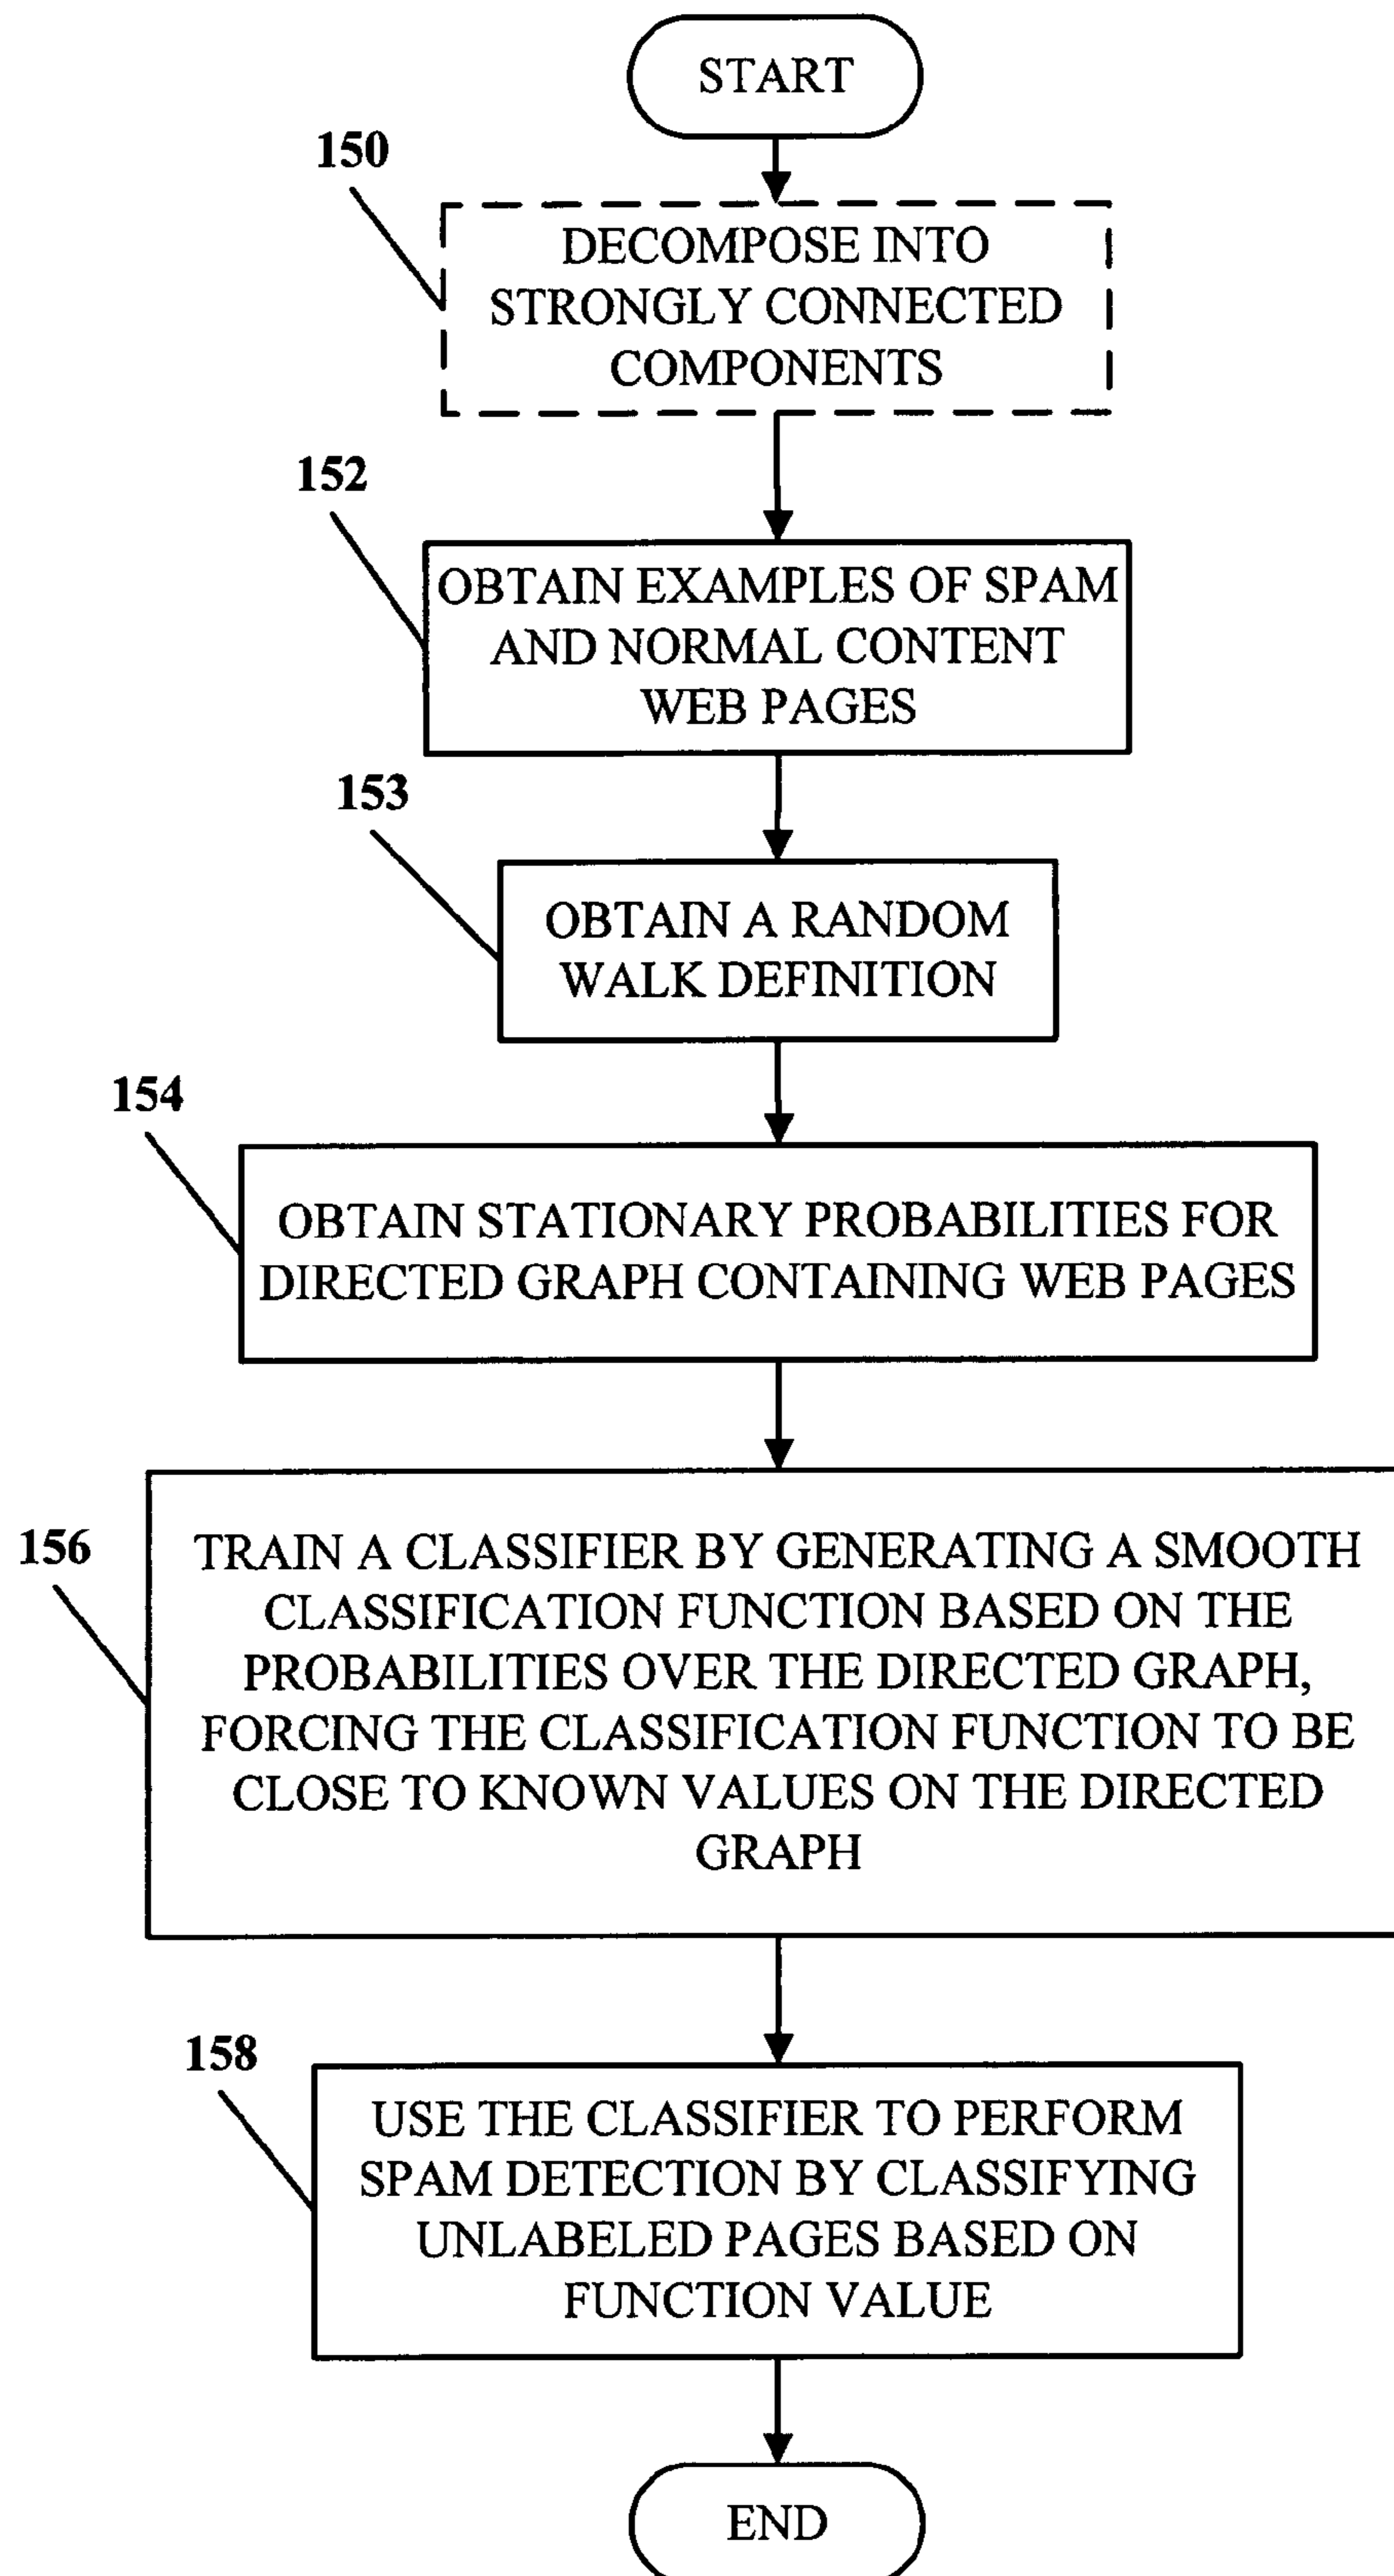 START
150
DECOMPOSE INTO
STRONGLY CONNECTED
COMPONENTS
152
OBTAIN EXAMPLES OF SPAM
AND NORMAL CONTENT
WEB PAGES
153
OBTAIN A RANDOM
WALK DEFINITION
154
OBTAIN STATIONARY PROBABILITIES FOR
DIRECTED GRAPH CONTAINING WEB PAGES
156
TRAIN A CLASSIFIER BY GENERATING A SMOOTH
CLASSIFICATION FUNCTION BASED ON THE
PROBABILITIES OVER THE DIRECTED GRAPH,
FORCING THE CLASSIFICATION FUNCTION TO BE
CLOSE TO KNOWN VALUES ON THE DIRECTED
GRAPH
158
USE THE CLASSIFIER TO PERFORM
SPAM DETECTION BY CLASSIFYING
UNLABELED PAGES BASED ON
FUNCTION VALUE
END